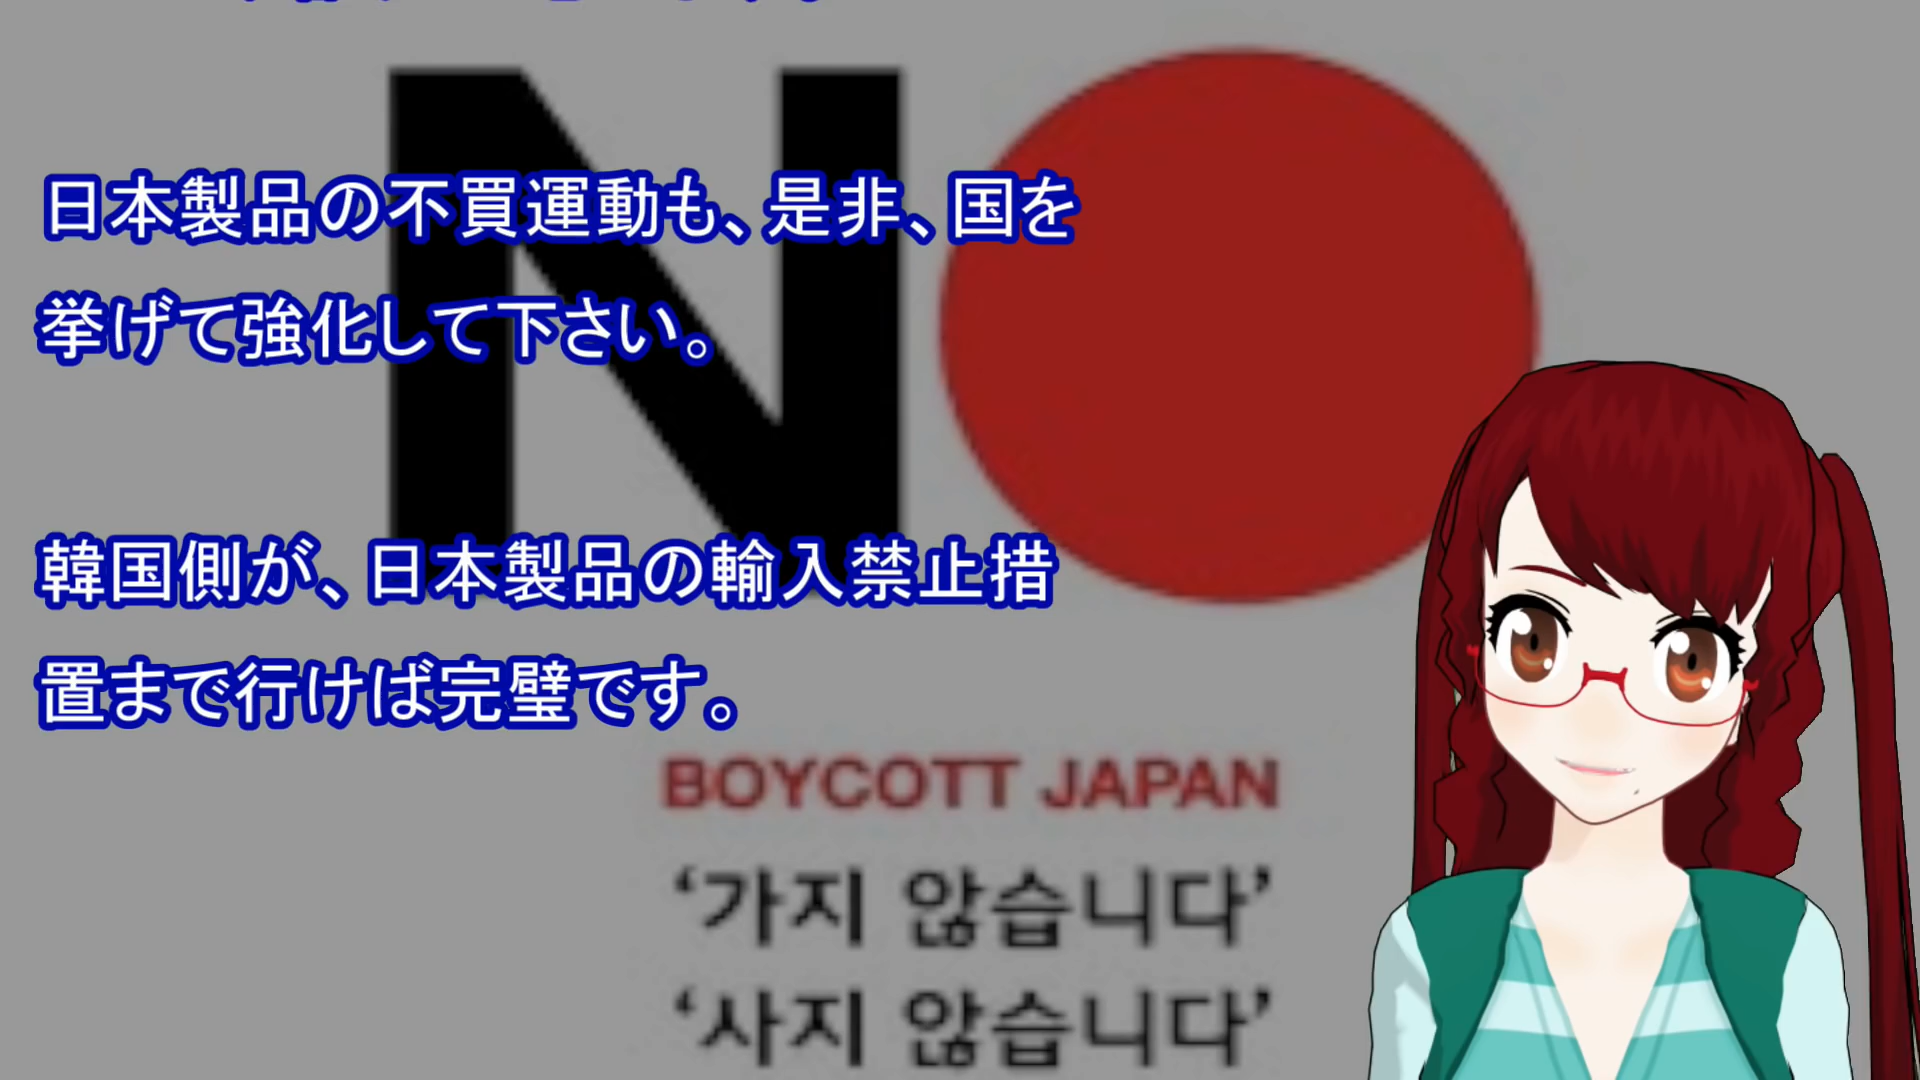 NO
日本製品の不買運動も、是非、国を
挙げて強化して下さい。
韓国側が、日本製品の輸入禁止措
置まで行けば完璧です。
BOYCOTT JAPAN
‘가지 않습니다’
‘사지 않습니다’